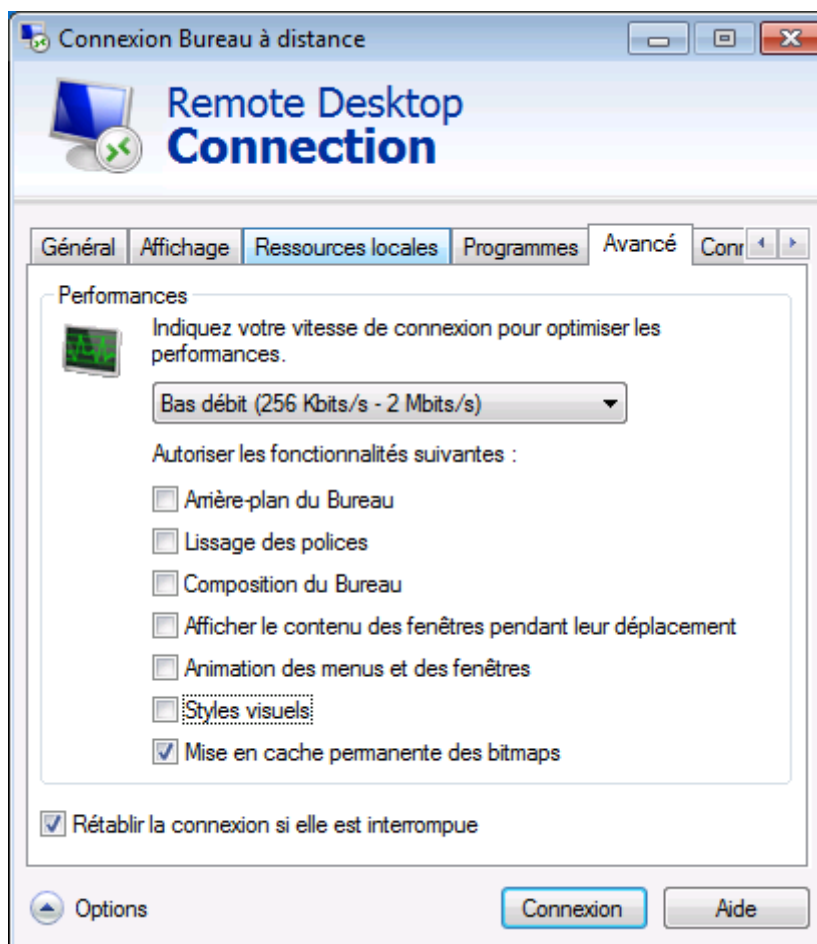 Connexion Bureau à distance
Remote Desktop
Connection
Général Affichage Ressources locales Programmes Avancé Conr
Performances
Indiquez votre vitesse de connexion pour optimiser les
performances.
Bas débit (256 Kbits/s - 2 Mbits/s)
Autoriser les fonctionnalités suivantes :
Arrière-plan du Bureau
Lissage des polices
Composition du Bureau
Afficher le contenu des fenêtres pendant leur déplacement
Animation des menus et des fenêtres
Styles visuels
Mise en cache permanente des bitmaps
Rétablir la connexion si elle est interrompue
Options Connexion Aide